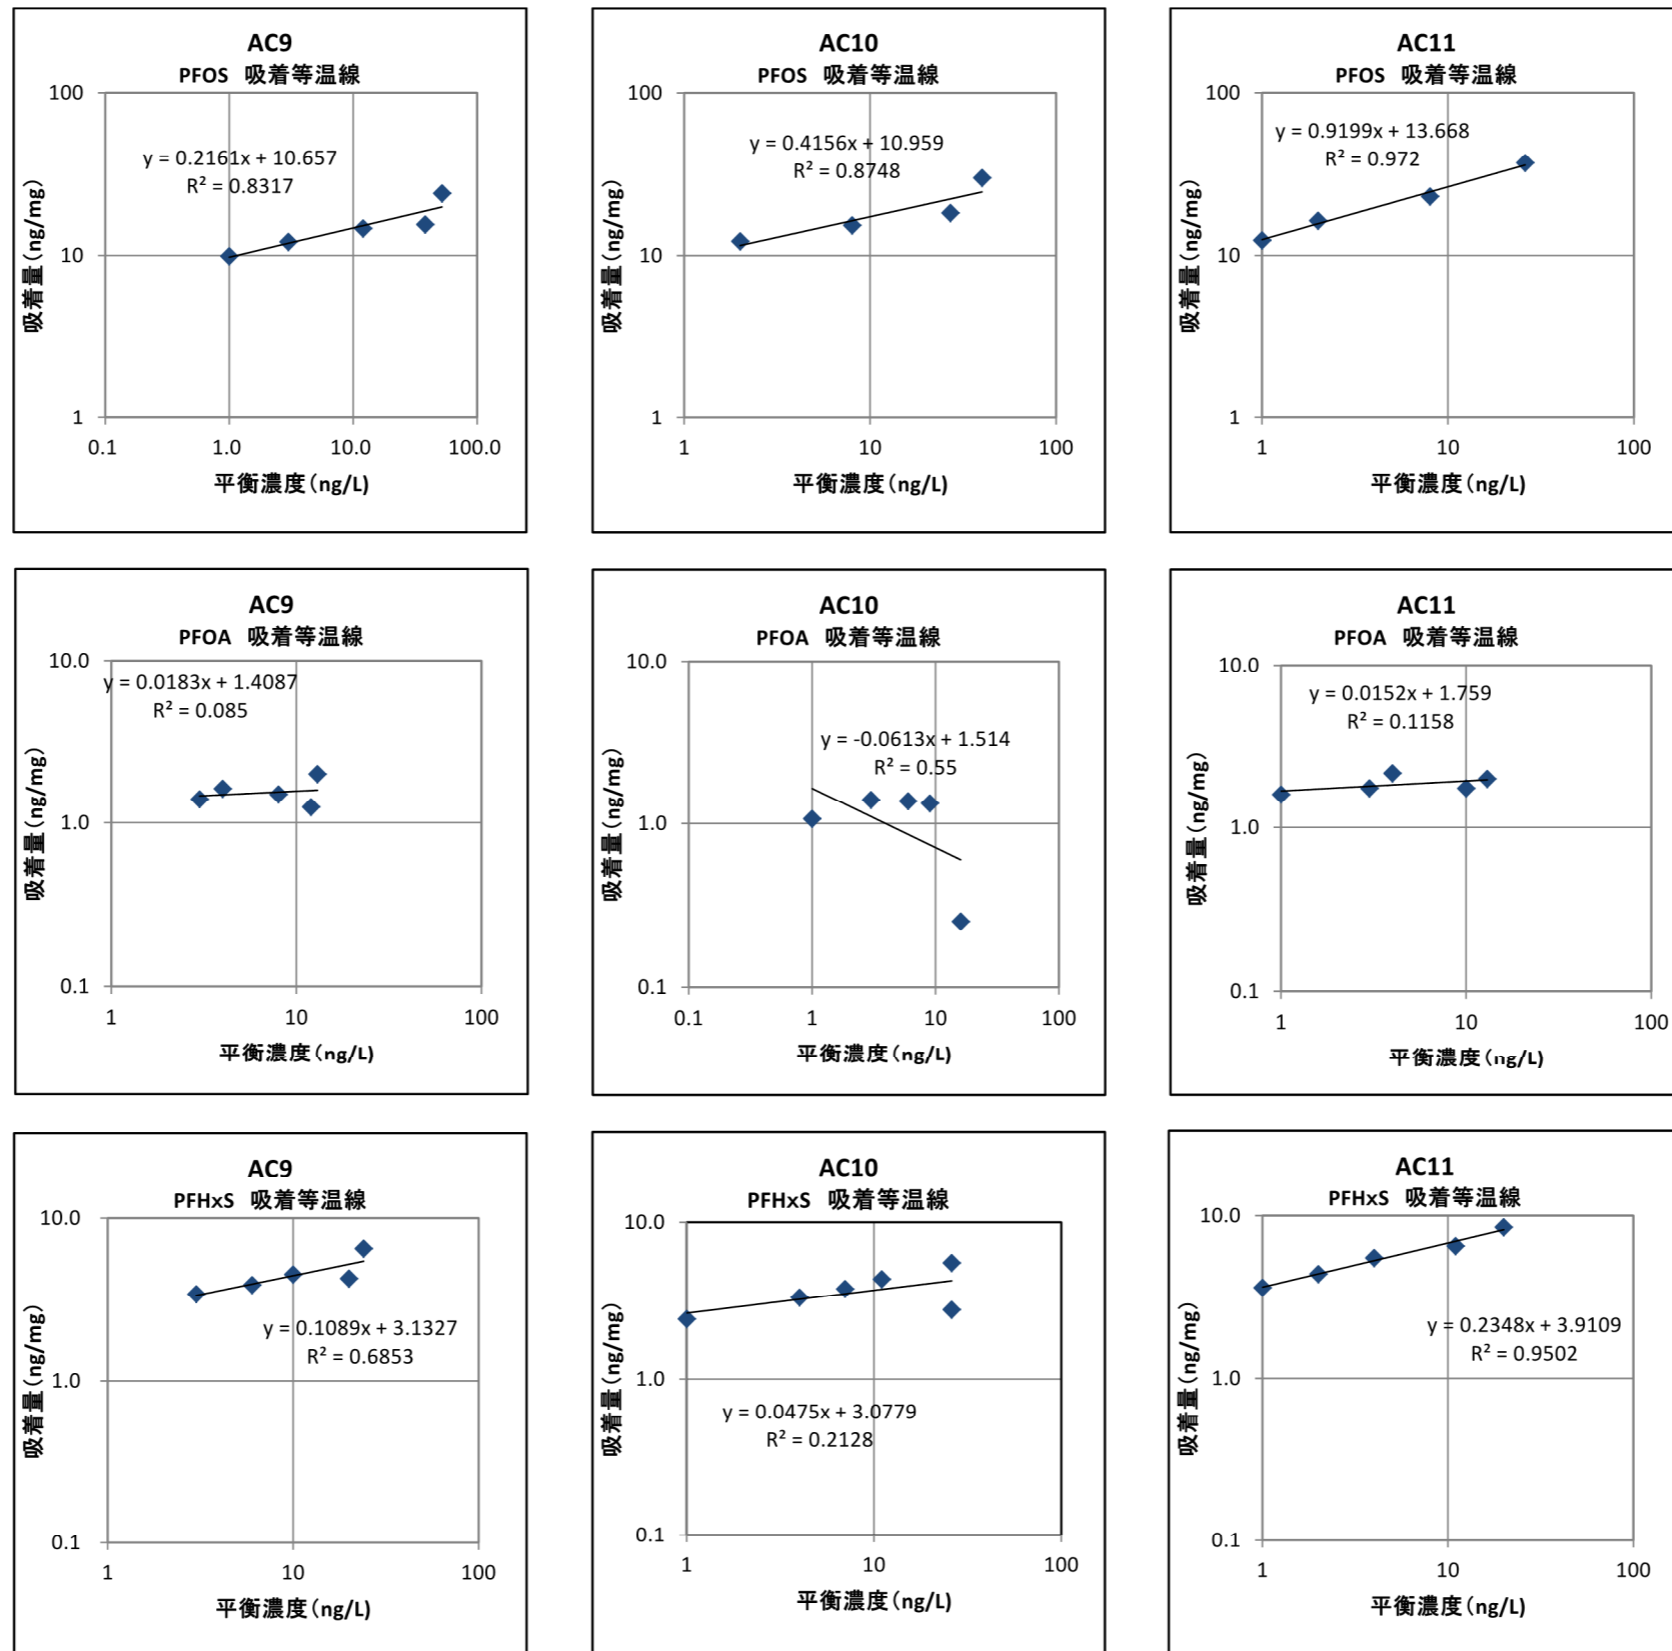 AC9
PFOS 吸着等温線
100
10
1
0.1
1.0
10.0
100.0
y = 0.2161x + 10.657
R² = 0.8317
吸着量(ng/mg)
平衡濃度(ng/L)
AC10
PFOS 吸着等温線
100
10
1
1
10
100
y = 0.4156x + 10.959
R² = 0.8748
吸着量(ng/mg)
平衡濃度(ng/L)
AC11
PFOS 吸着等温線
100
10
1
1
10
100
y = 0.9199x + 13.668
R² = 0.972
吸着量(ng/mg)
平衡濃度(ng/L)
AC9
PFOA 吸着等温線
10.0
1.0
0.1
1
10
100
y = 0.0183x + 1.4087
R² = 0.085
吸着量(ng/mg)
平衡濃度(ng/L)
AC10
PFOA 吸着等温線
10.0
1.0
0.1
0.1
1
10
100
y = -0.0613x + 1.514
R² = 0.55
吸着量(ng/mg)
平衡濃度(ng/L)
AC11
PFOA 吸着等温線
10.0
1.0
0.1
1
10
100
y = 0.0152x + 1.759
R² = 0.1158
吸着量(ng/mg)
平衡濃度(ng/L)
AC9
PFHxS 吸着等温線
10.0
1.0
0.1
1
10
100
y = 0.1089x + 3.1327
R² = 0.6853
吸着量(ng/mg)
平衡濃度(ng/L)
AC10
PFHxS 吸着等温線
10.0
1.0
0.1
1
10
100
y = 0.0475x + 3.0779
R² = 0.2128
吸着量(ng/mg)
平衡濃度(ng/L)
AC11
PFHxS 吸着等温線
10.0
1.0
0.1
1
10
100
y = 0.2348x + 3.9109
R² = 0.9502
吸着量(ng/mg)
平衡濃度(ng/L)